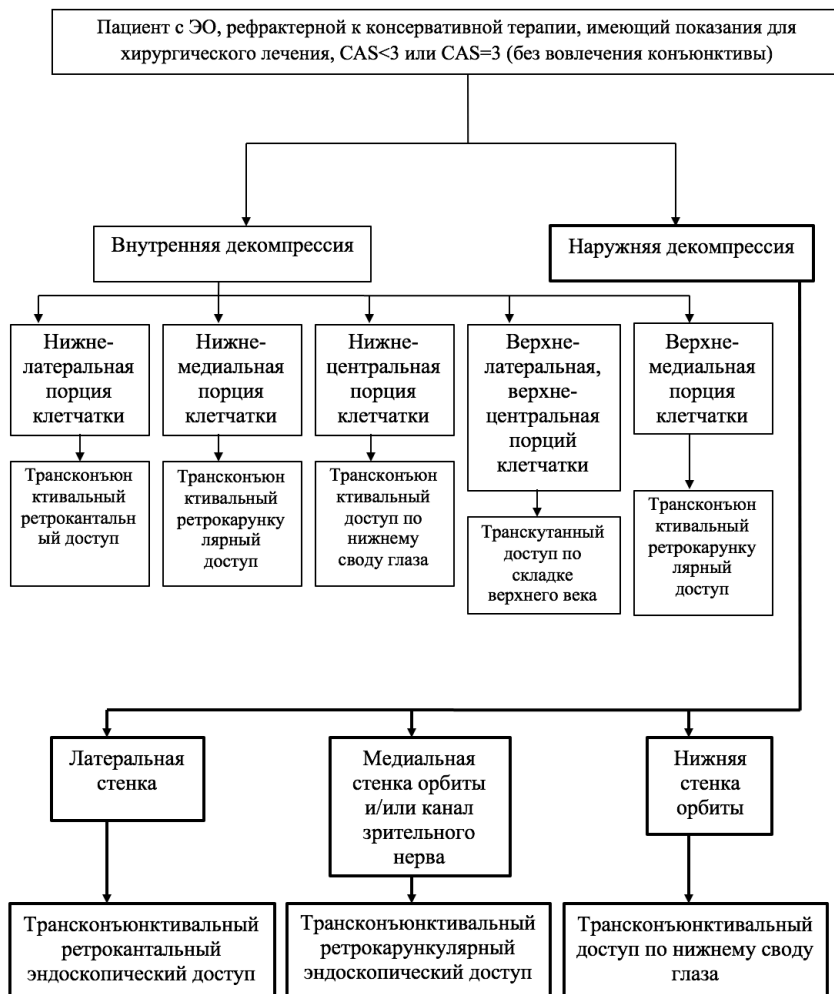 Пациент с ЭО, рефрактерной к консервативной терапии, имеющий показания для
хирургического лечения, CAS<3 или CAS=3 (без вовлечения конъюнктивы)
Внутренняя декомпрессия
Наружняя декомпрессия
Нижне-
латеральная
порция
клетчатки
Нижне-
медиальная
порция
клетчатки
Нижне-
центральная
порция
клетчатки
Верхне-
латеральная,
верхне-
центральная
порций
клетчатки
Верхне-
медиальная
порция
клетчатки
Трансконъюн
ктивальный
ретрокантальн
ый доступ
Трансконъюн
ктивальный
ретрокарунку
лярный
доступ
Трансконъюн
ктивальный
доступ по
нижнему
своду глаза
Транскутанный
доступ по
складке
верхнего века
Трансконъюн
ктивальный
ретрокарунку
лярный
доступ
Латеральная
стенка
Медиальная
стенка орбиты
и/или канал
зрительного
нерва
Нижняя
стенка
орбиты
Трансконъюнктивальный
ретрокантальный
эндоскопический доступ
Трансконъюнктивальный
ретрокарункулярный
эндоскопический доступ
Трансконъюнктивальный
доступ по нижнему своду
глаза